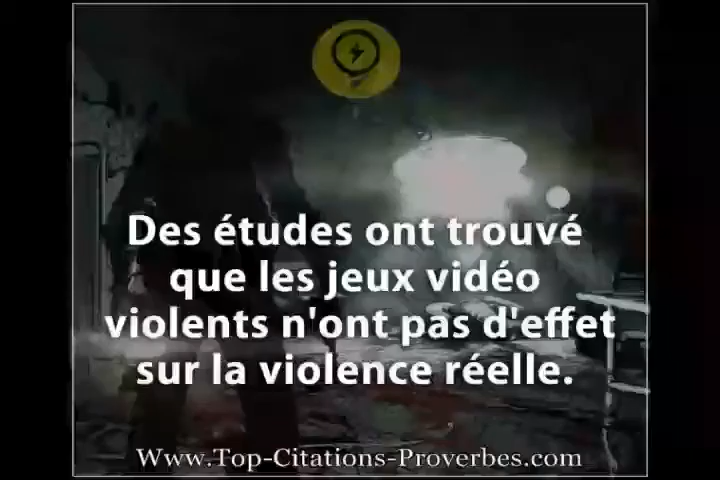 Des études ont trouvé
que les jeux vidéo
violents n'ont pas d'effet
sur la violence réelle.
Www.Top-Citations-Proverbes.com